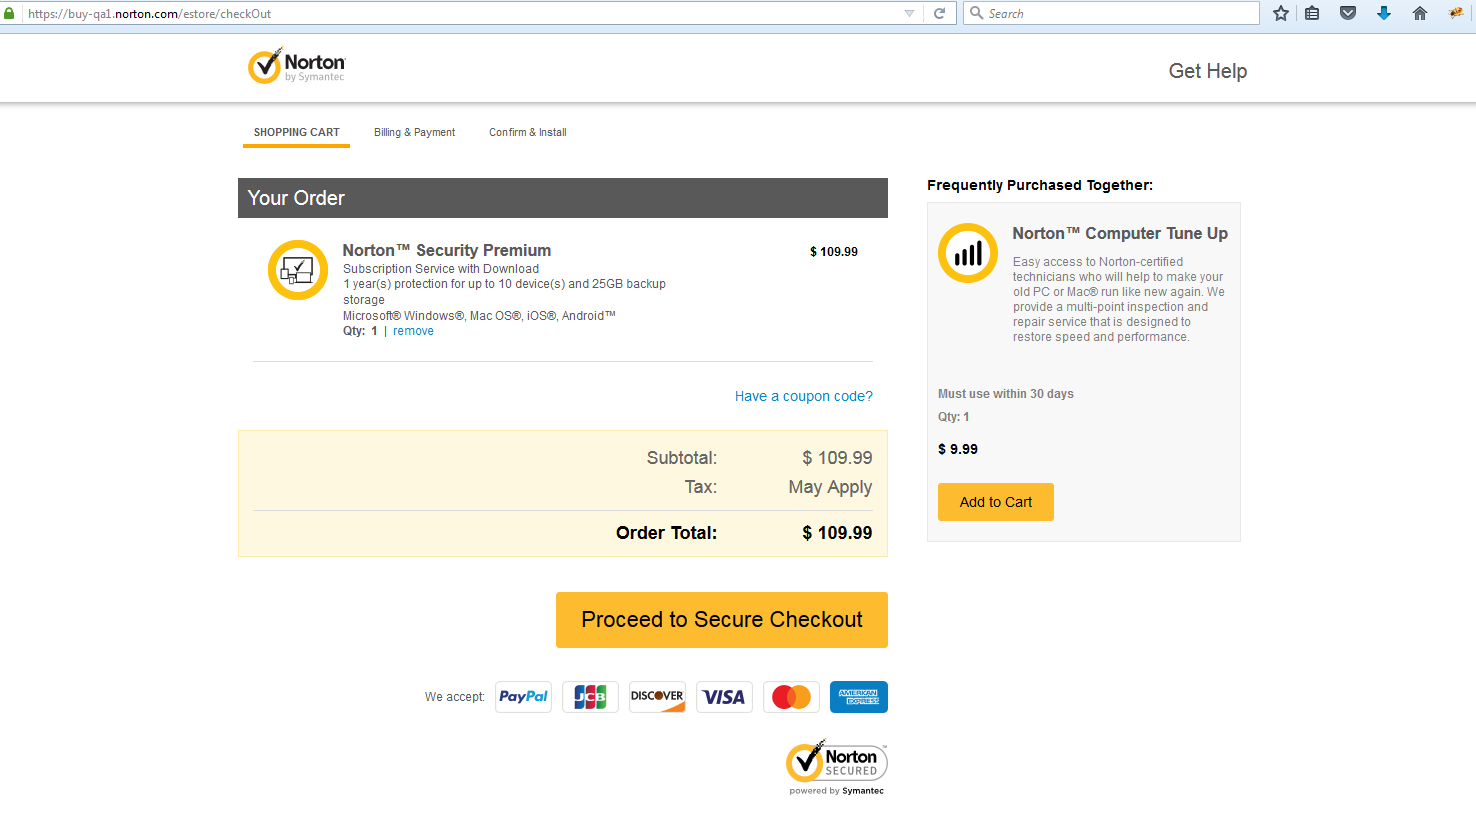 https://buy-qa1.norton.com/estore/checkOut
Search
Norton
by Symantec
Get Help
SHOPPING CART
Billing & Payment
Confirm & Install
Your Order
Norton™ Security Premium
$ 109.99
Subscription Service with Download
1 year(s) protection for up to 10 device(s) and 25GB backup
storage
Microsoft® Windows®, Mac OS®, iOS®, Android™
Qty: 1 | remove
Have a coupon code?
Subtotal: $ 109.99
Tax: May Apply
Order Total: $ 109.99
Proceed to Secure Checkout
We accept:
PayPal
JCB
DISCOVER
VISA
AMERICAN
EXPRESS
Norton™
SECURED
powered by Symantec
Frequently Purchased Together:
Norton™ Computer Tune Up
Easy access to Norton-certified
technicians who will help to make your
old PC or Mac® run like new again. We
provide a multi-point inspection and
repair service that is designed to
restore speed and performance.
Must use within 30 days
Qty: 1
$ 9.99
Add to Cart